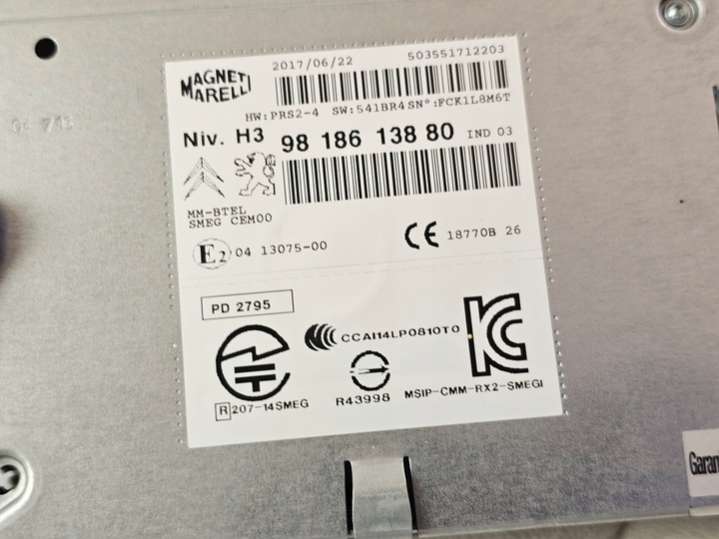 MAGNETI
MARELLI
2017/06/22
503551712203
HW:PRS2-4 SW:541BR4 SN°:FCK1L8M6T
Niv. H3
98 186 138 80 IND 03
MM-BTEL
SMEG CEM00
E2 04 13075-00
CE 18770B 26
PD 2795
CCAI14LP0810T0
R 207-14SMEG
R43998
MSIP-CMM-RX2-SMEGI
Garan